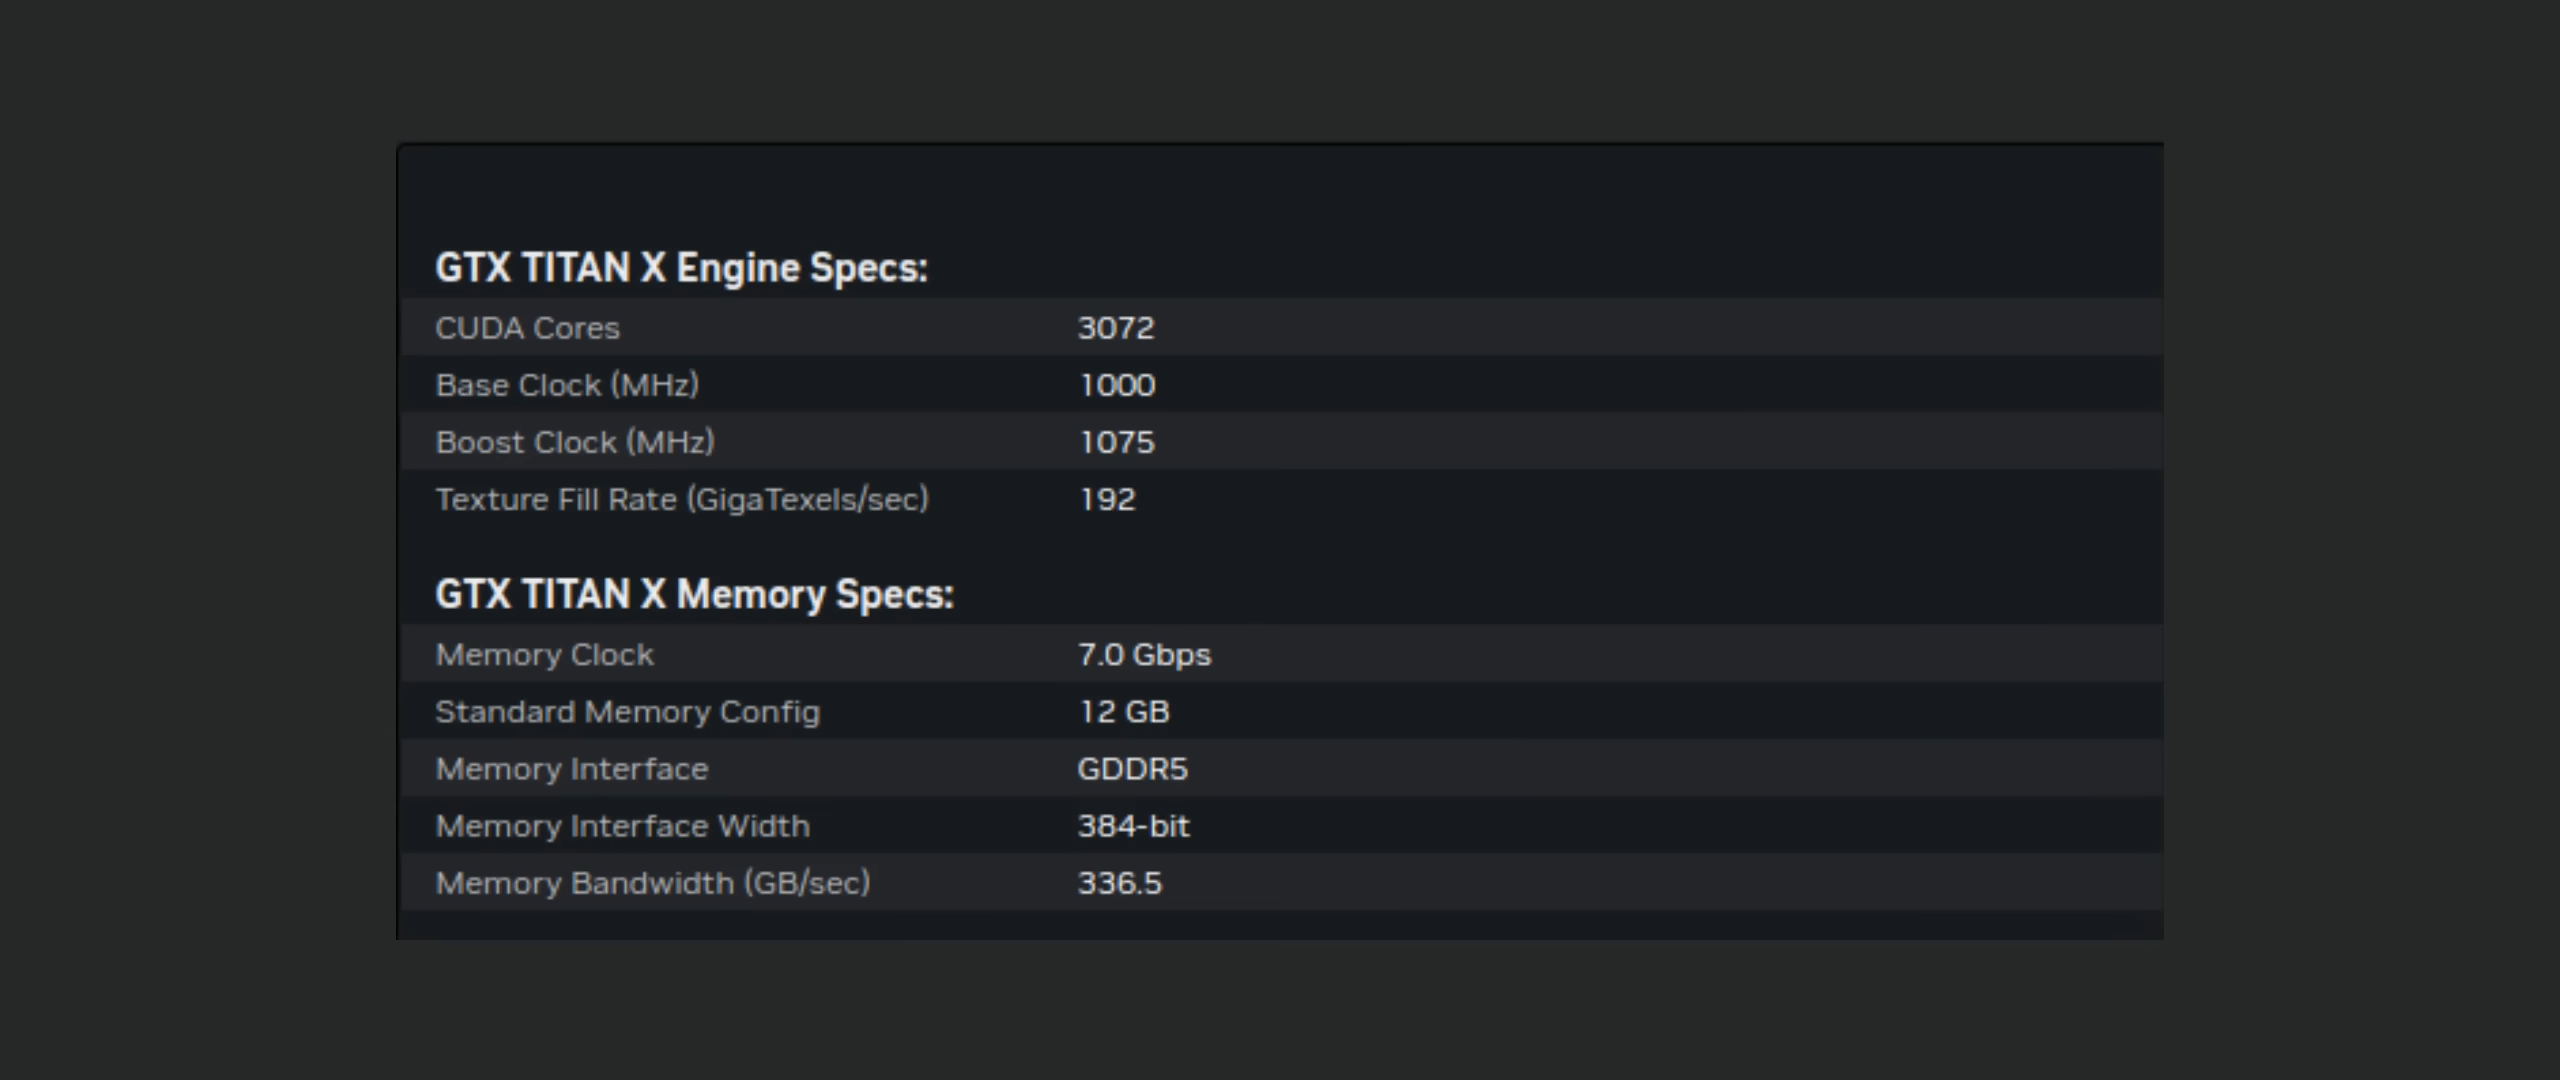 GTX TITAN X Engine Specs:
CUDA Cores 3072
Base Clock (MHz) 1000
Boost Clock (MHz) 1075
Texture Fill Rate (GigaTexels/sec) 192
GTX TITAN X Memory Specs:
Memory Clock 7.0 Gbps
Standard Memory Config 12 GB
Memory Interface GDDR5
Memory Interface Width 384-bit
Memory Bandwidth (GB/sec) 336.5